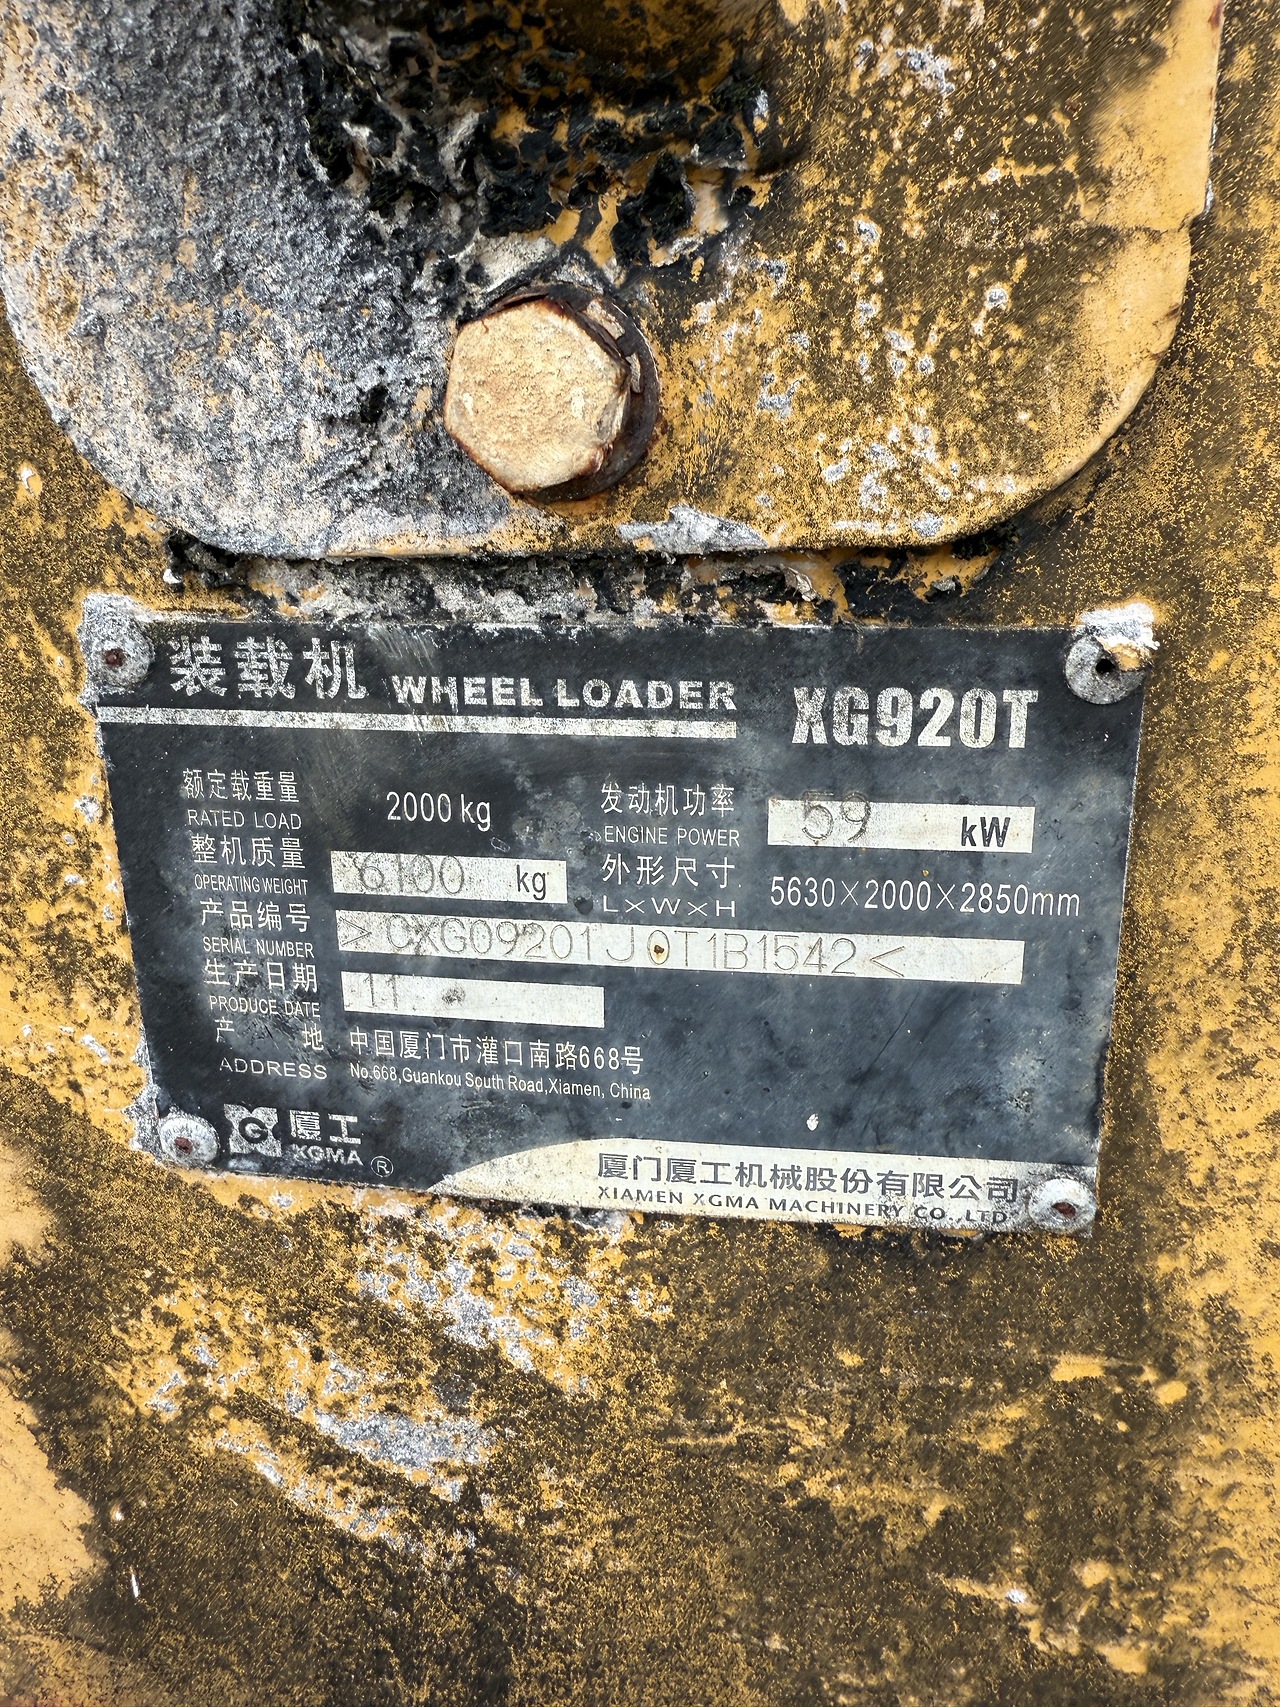 装载机 WHEEL LOADER XG920T
额定载重量 2000 kg 发动机功率 59 kW
RATED LOAD ENGINE POWER
整机质量 6100 kg 外形尺寸 5630×2000×2850mm
OPERATING WEIGHT L×W×H
产品编号 >CXG09201J0T1B1542<
SERIAL NUMBER
生产日期 11
PRODUCE DATE
产 地 中国厦门市灌口南路668号
ADDRESS No.668,Guankou South Road,Xiamen, China
厦工
XGMA ®
厦门厦工机械股份有限公司
XIAMEN XGMA MACHINERY CO.,LTD.